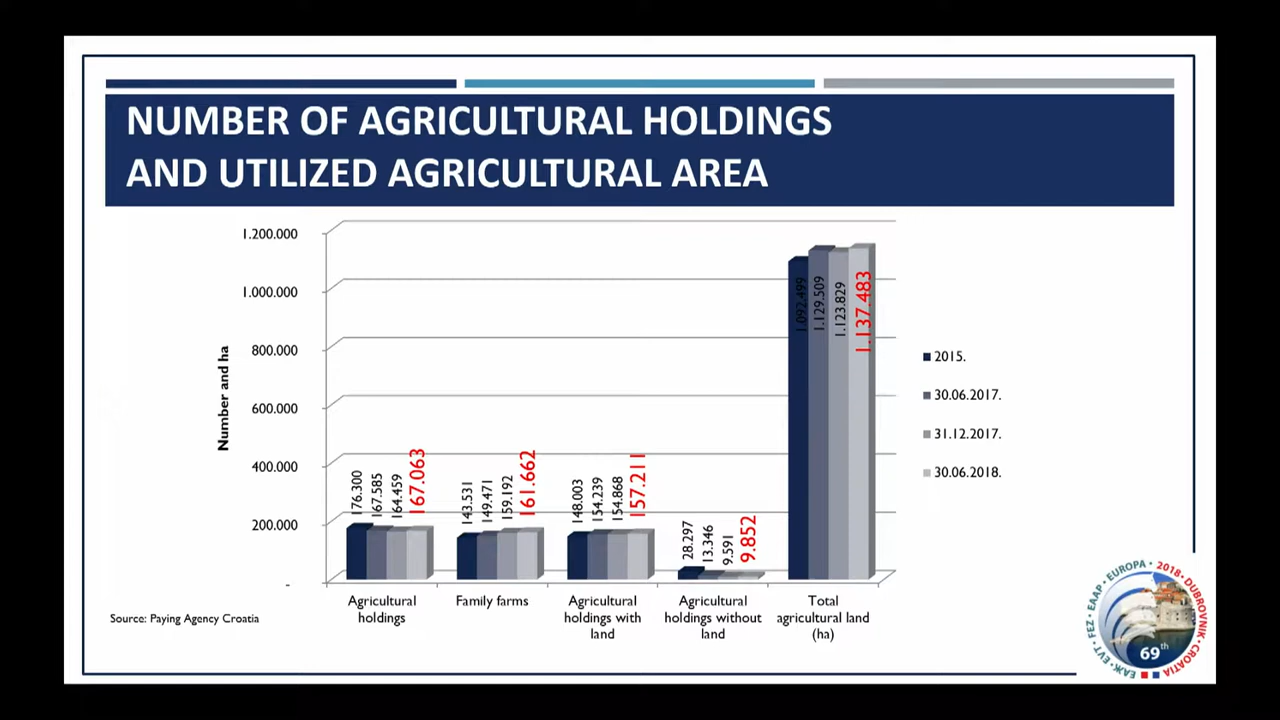 NUMBER OF AGRICULTURAL HOLDINGS
AND UTILIZED AGRICULTURAL AREA
Number and ha
1.200.000
1.000.000
800.000
600.000
400.000
200.000
-
176.300
167.585
164.459
167.063
143.531
149.471
159.192
161.662
148.003
154.239
154.868
157.211
28.297
13.346
9.591
9.852
1.092.499
1.129.509
1.123.829
1.137.483
Agricultural
holdings
Family farms
Agricultural
holdings with
land
Agricultural
holdings without
land
Total
agricultural land
(ha)
2015.
30.06.2017.
31.12.2017.
30.06.2018.
Source: Paying Agency Croatia
ЕАЖ • EVT • FEZ • EAAP • EUROPA • 2018 • DUBROVNIK • CROATIA
69th